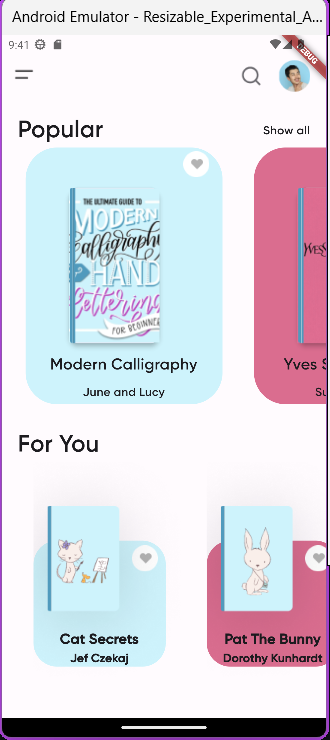 Android Emulator - Resizable_Experimental_A...
9:41
DEBUG
Popular
Show all
THE ULTIMATE GUIDE TO
MODERN
Calligraphy
HAND
Lettering
FOR BEGINNERS
Modern Calligraphy
June and Lucy
YVES
Yves S
Su
For You
Cat Secrets
Jef Czekaj
Pat The Bunny
Dorothy Kunhardt